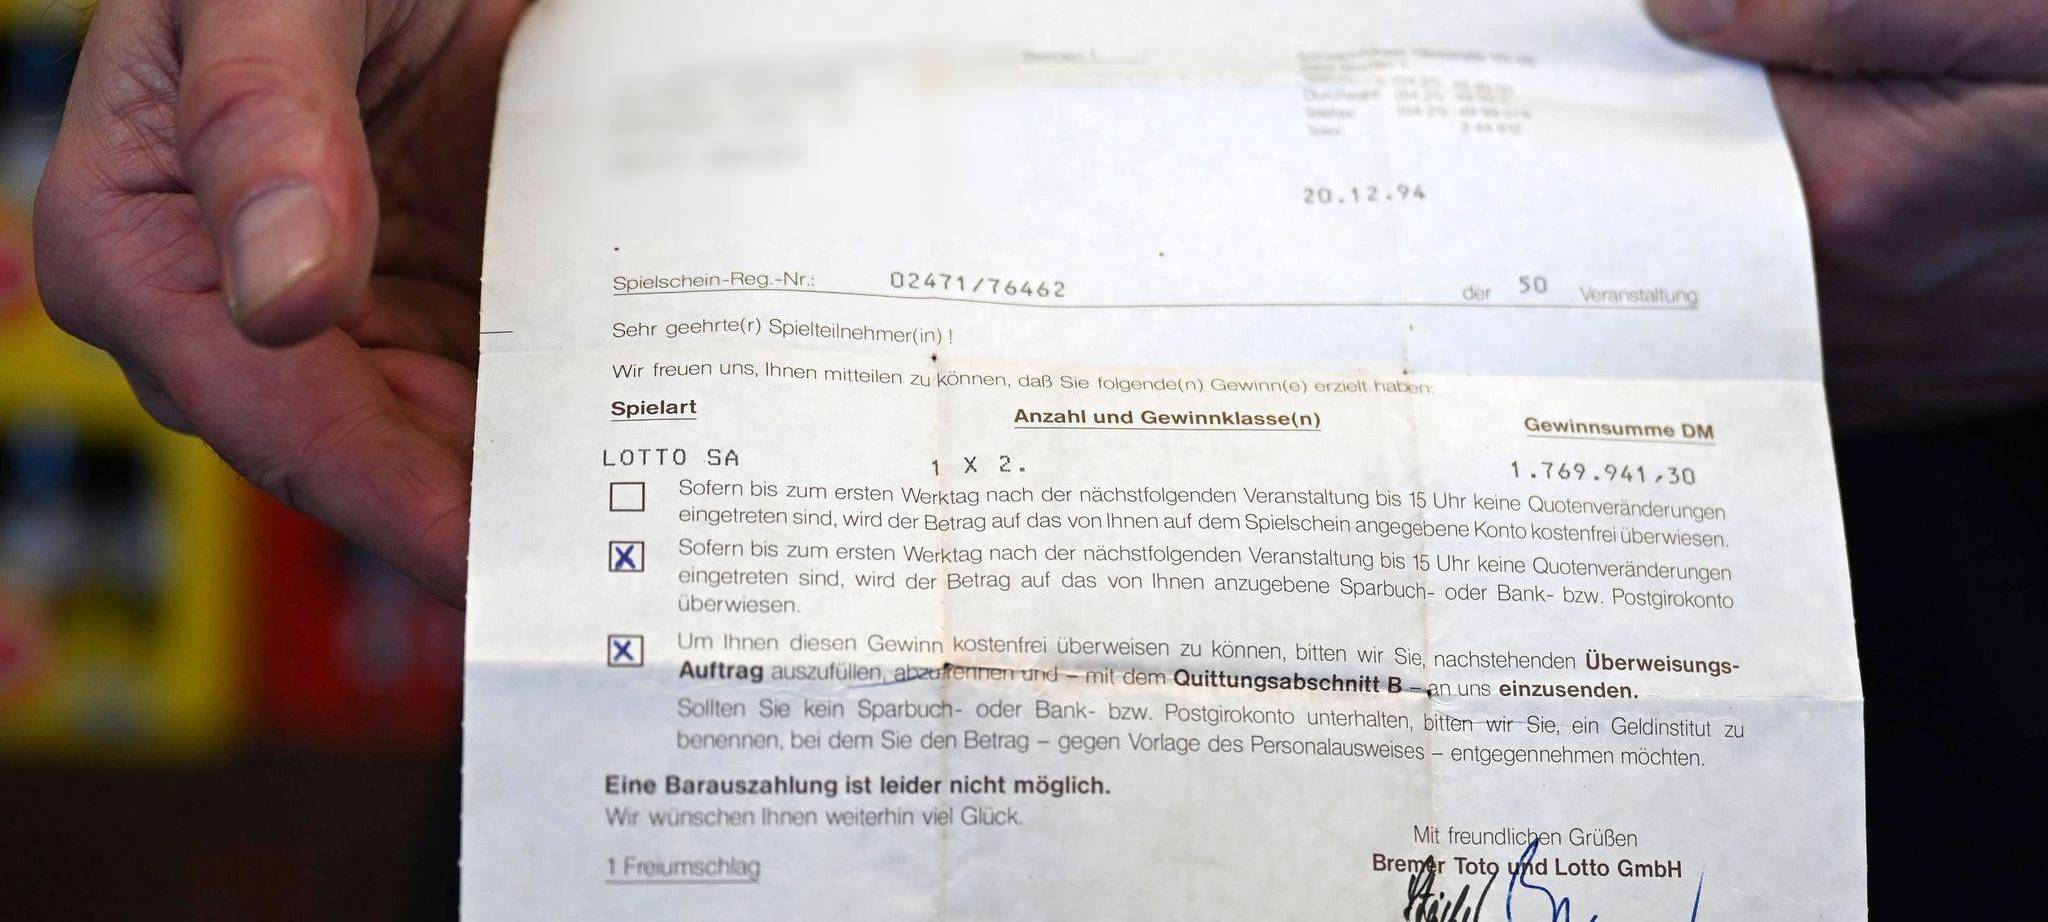 20.12.94
Spielschein-Reg.-Nr.: 02471/76462 der 50 Veranstaltung
Sehr geehrte(r) Spielteilnehmer(in) !
Wir freuen uns, Ihnen mitteilen zu können, daß Sie folgende(n) Gewinn(e) erzielt haben:
Spielart Anzahl und Gewinnklasse(n) Gewinnsumme DM
LOTTO SA 1 X 2. 1.769.941,30
Sofern bis zum ersten Werktag nach der nächstfolgenden Veranstaltung bis 15 Uhr keine Quotenveränderungen
eingetreten sind, wird der Betrag auf das von Ihnen auf dem Spielschein angegebene Konto kostenfrei überwiesen.
X Sofern bis zum ersten Werktag nach der nächstfolgenden Veranstaltung bis 15 Uhr keine Quotenveränderungen
eingetreten sind, wird der Betrag auf das von Ihnen anzugebene Sparbuch- oder Bank- bzw. Postgirokonto
überwiesen.
X Um Ihnen diesen Gewinn kostenfrei überweisen zu können, bitten wir Sie, nachstehenden Überweisungs-
Auftrag auszufüllen, abzutrennen und – mit dem Quittungsabschnitt B – an uns einzusenden.
Sollten Sie kein Sparbuch- oder Bank- bzw. Postgirokonto unterhalten, bitten wir Sie, ein Geldinstitut zu
benennen, bei dem Sie den Betrag – gegen Vorlage des Personalausweises – entgegennehmen möchten.
Eine Barauszahlung ist leider nicht möglich.
Wir wünschen Ihnen weiterhin viel Glück.
Mit freundlichen Grüßen
1 Freiumschlag
Bremer Toto und Lotto GmbH